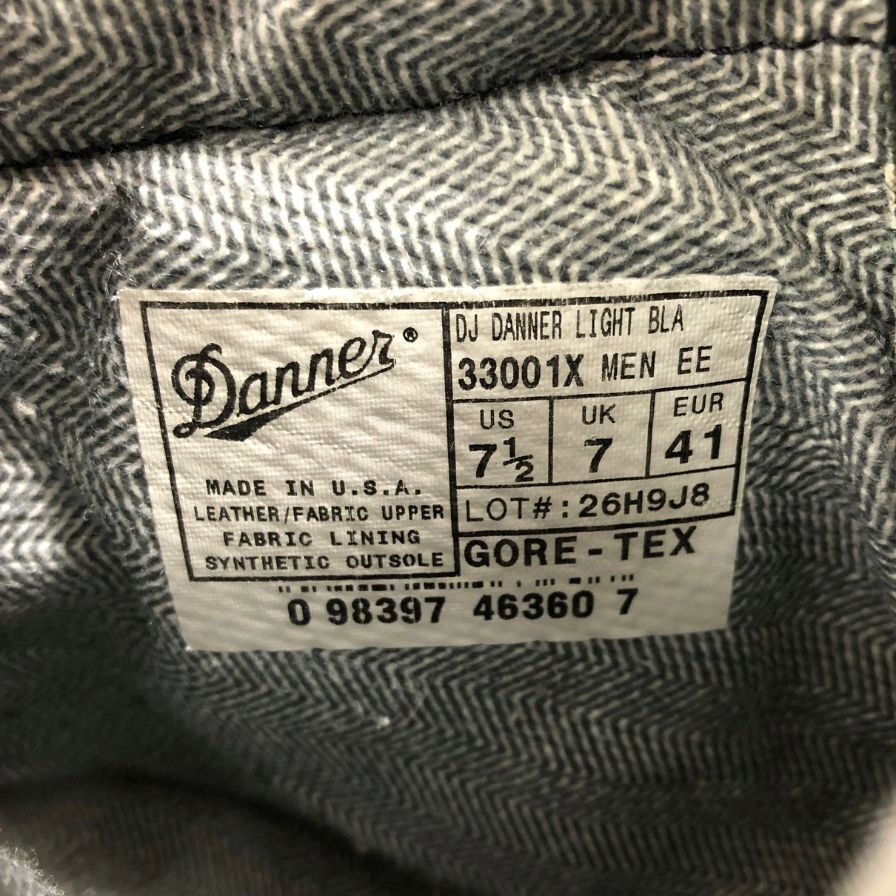 Danner®
MADE IN U.S.A.
LEATHER/FABRIC UPPER
FABRIC LINING
SYNTHETIC OUTSOLE
DJ DANNER LIGHT BLA
33001X MEN EE
US UK EUR
7½ 7 41
LOT#:26H9J8
GORE-TEX
0 98397 46360 7